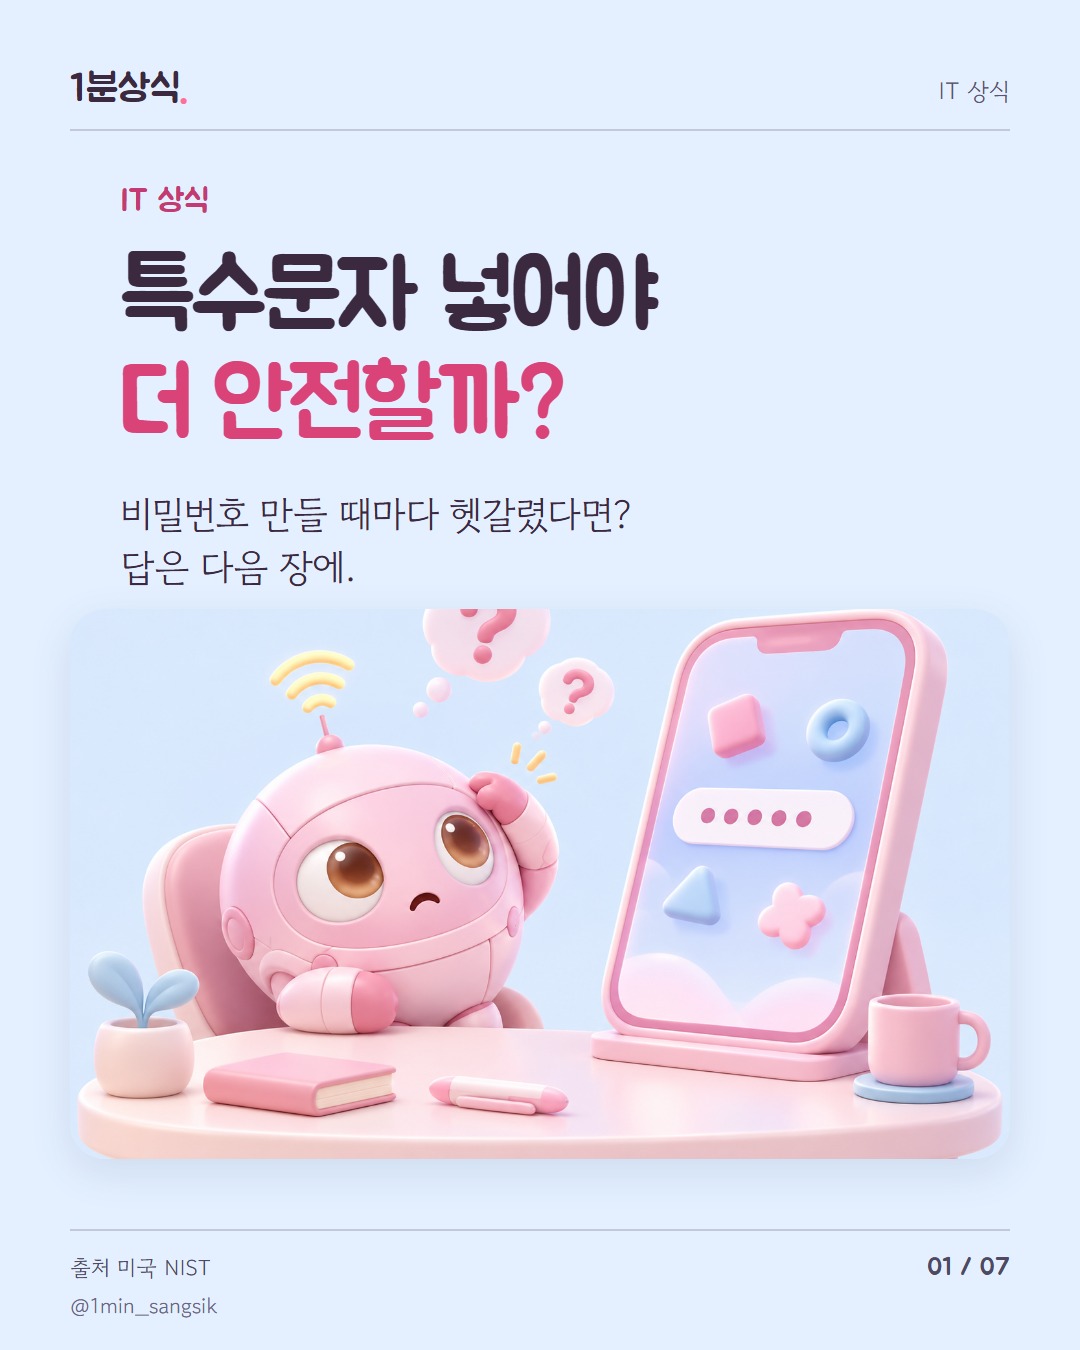 1분상식.
IT 상식
IT 상식
특수문자 넣어야
더 안전할까?
비밀번호 만들 때마다 헷갈렸다면?
답은 다음 장에.
?
?
출처 미국 NIST
01 / 07
@1min_sangsik